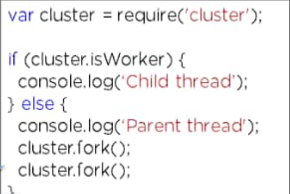 var cluster = require('cluster');
if (cluster.isWorker) {
console.log('Child thread');
} else {
console.log('Parent thread');
cluster.fork();
cluster.fork();
}